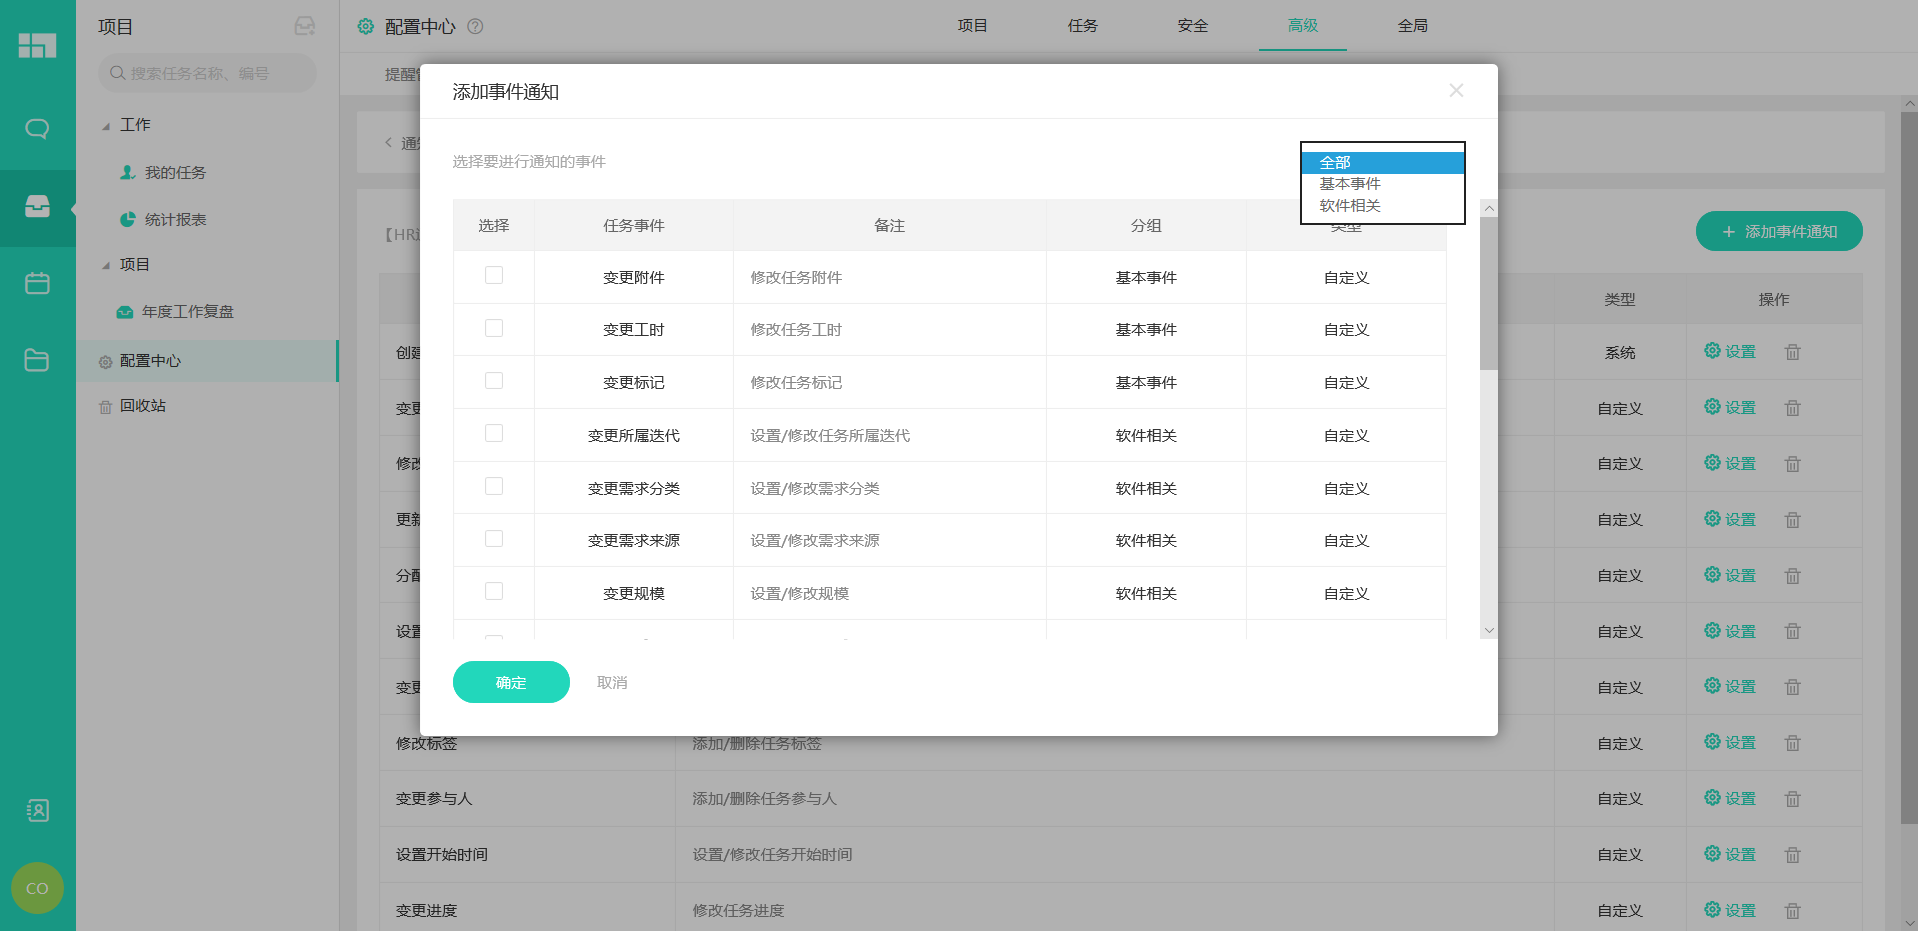 项目
搜索任务名称、编号
工作
我的任务
统计报表
项目
年度工作复盘
配置中心
回收站
CO
配置中心
项目 任务 安全 高级 全局
提醒
通
【HR
添加事件通知
类型 操作
创建 系统 设置
变更 自定义 设置
修改 自定义 设置
更新 自定义 设置
分配 自定义 设置
设置 自定义 设置
变更 自定义 设置
修改标签 添加/删除任务标签 自定义 设置
变更参与人 添加/删除任务参与人 自定义 设置
设置开始时间 设置/修改任务开始时间 自定义 设置
变更进度 修改任务进度 自定义 设置
添加事件通知
选择要进行通知的事件
全部
基本事件
软件相关
选择 任务事件 备注 分组 类型
变更附件 修改任务附件 基本事件 自定义
变更工时 修改任务工时 基本事件 自定义
变更标记 修改任务标记 基本事件 自定义
变更所属迭代 设置/修改任务所属迭代 软件相关 自定义
变更需求分类 设置/修改需求分类 软件相关 自定义
变更需求来源 设置/修改需求来源 软件相关 自定义
变更规模 设置/修改规模 软件相关 自定义
确定 取消